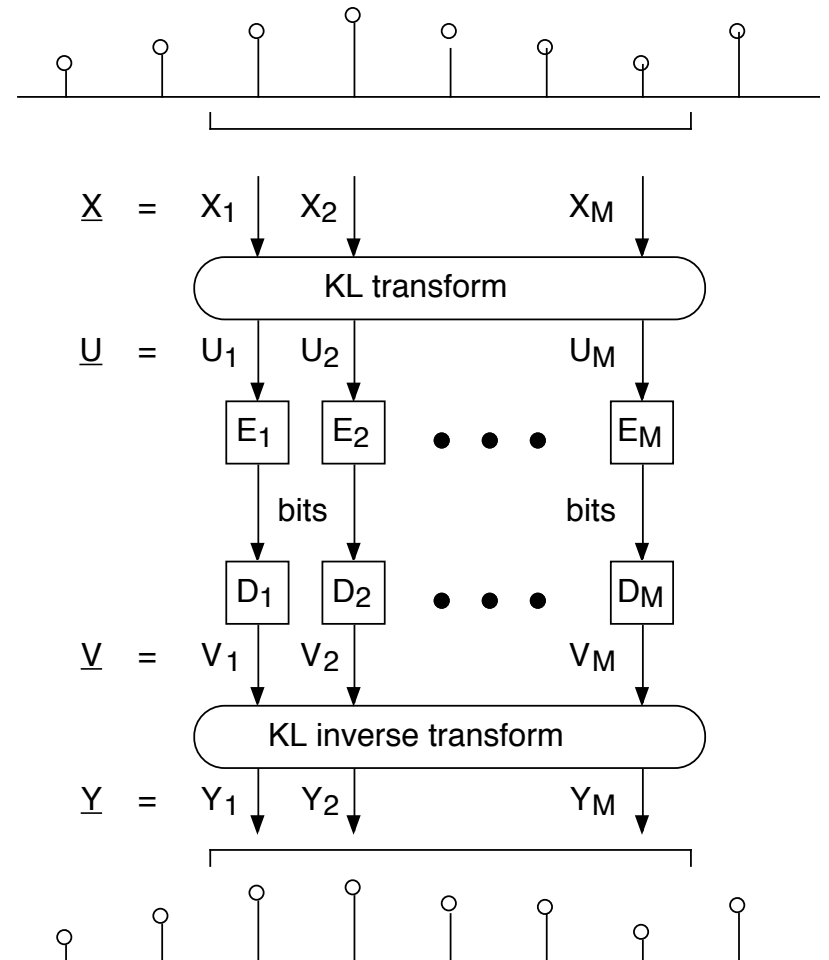 X = X1 X2 XM
KL transform
U = U1 U2 UM
E1 E2 EM
bits bits
D1 D2 DM
V = V1 V2 VM
KL inverse transform
Y = Y1 Y2 YM